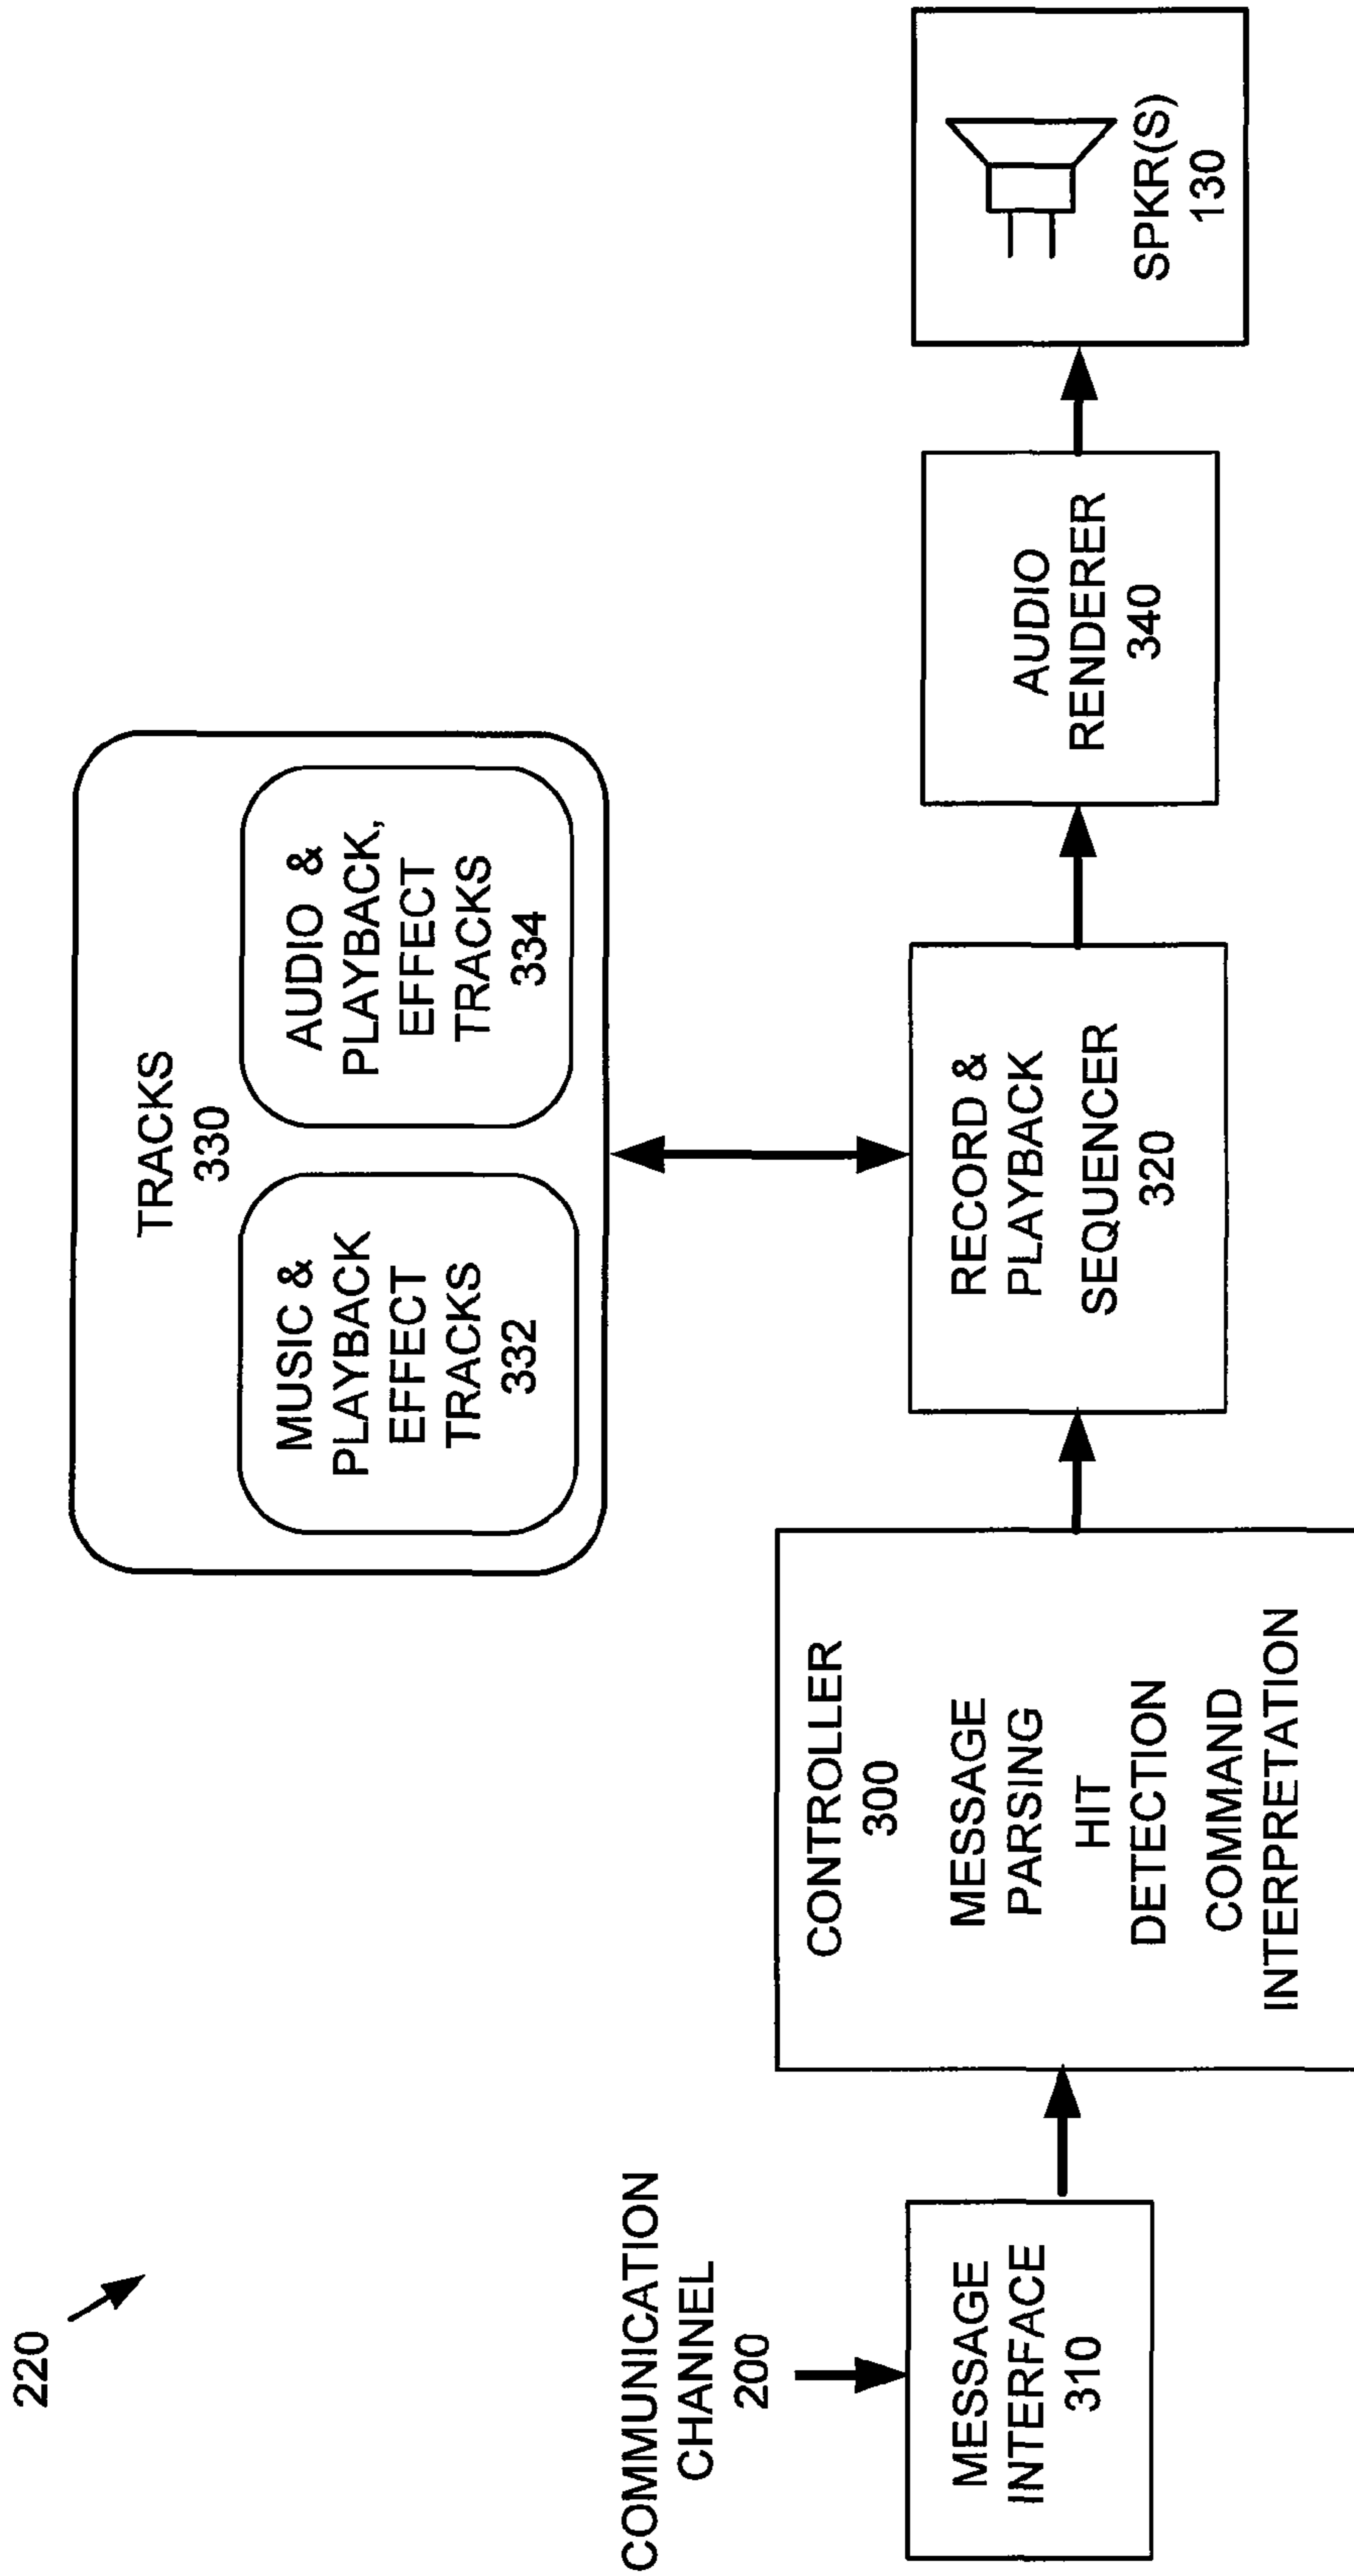 220
TRACKS
330
MUSIC &
PLAYBACK
EFFECT
TRACKS
332
AUDIO &
PLAYBACK,
EFFECT
TRACKS
334
COMMUNICATION
CHANNEL
200
MESSAGE
INTERFACE
310
CONTROLLER
300
MESSAGE
PARSING
HIT
DETECTION
COMMAND
INTERPRETATION
RECORD &
PLAYBACK
SEQUENCER
320
AUDIO
RENDERER
340
SPKR(S)
130